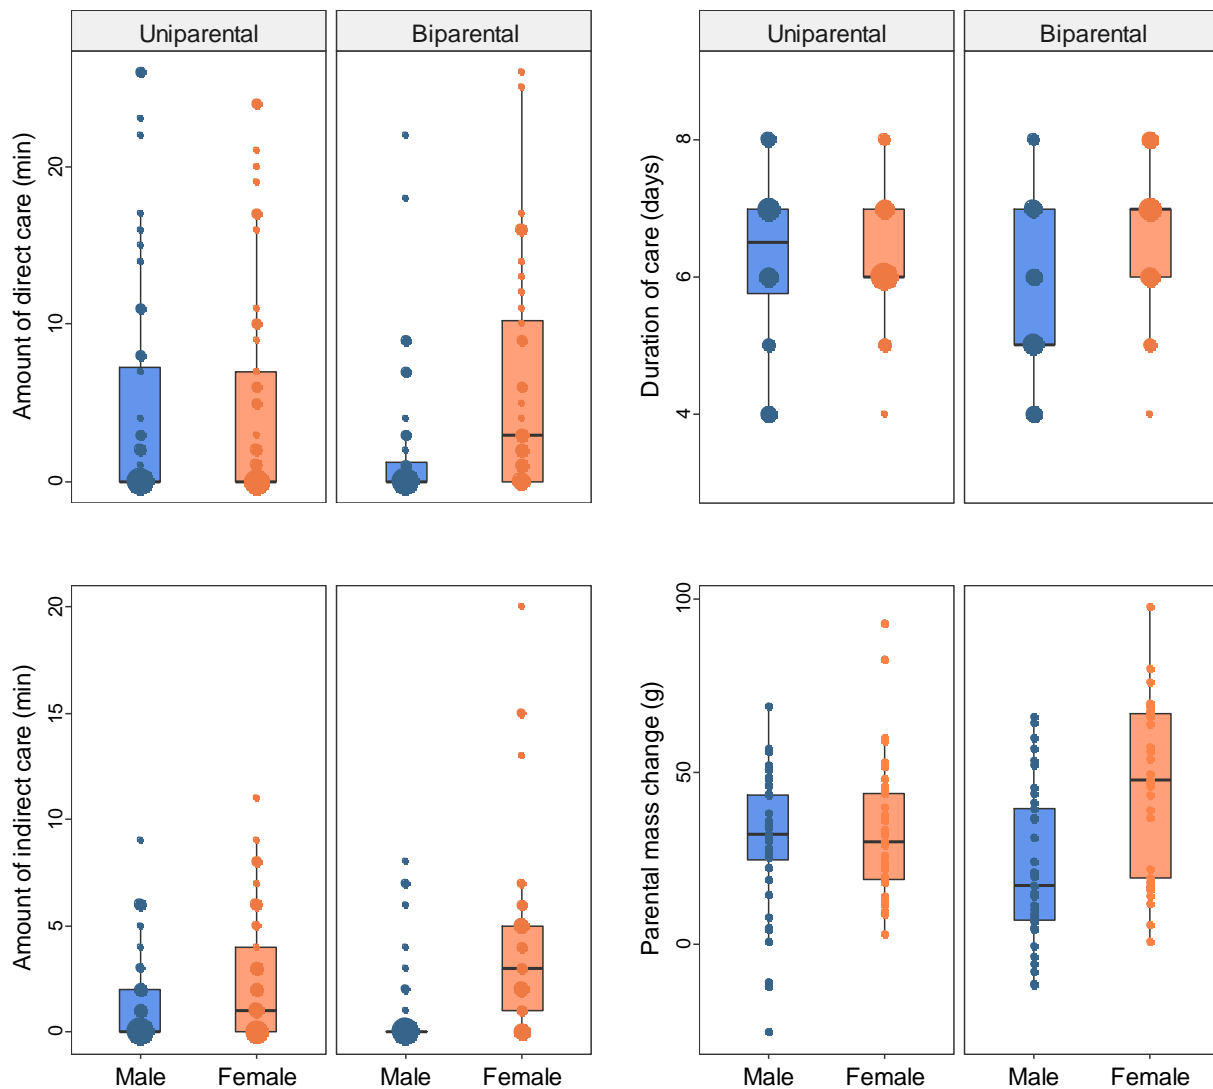 Uniparental Biparental
Amount of direct care (min)
20
10
0
Uniparental Biparental
Duration of care (days)
8
6
4
Amount of indirect care (min)
20
15
10
5
0
Male Female Male Female
Parental mass change (g)
100
50
0
Male Female Male Female